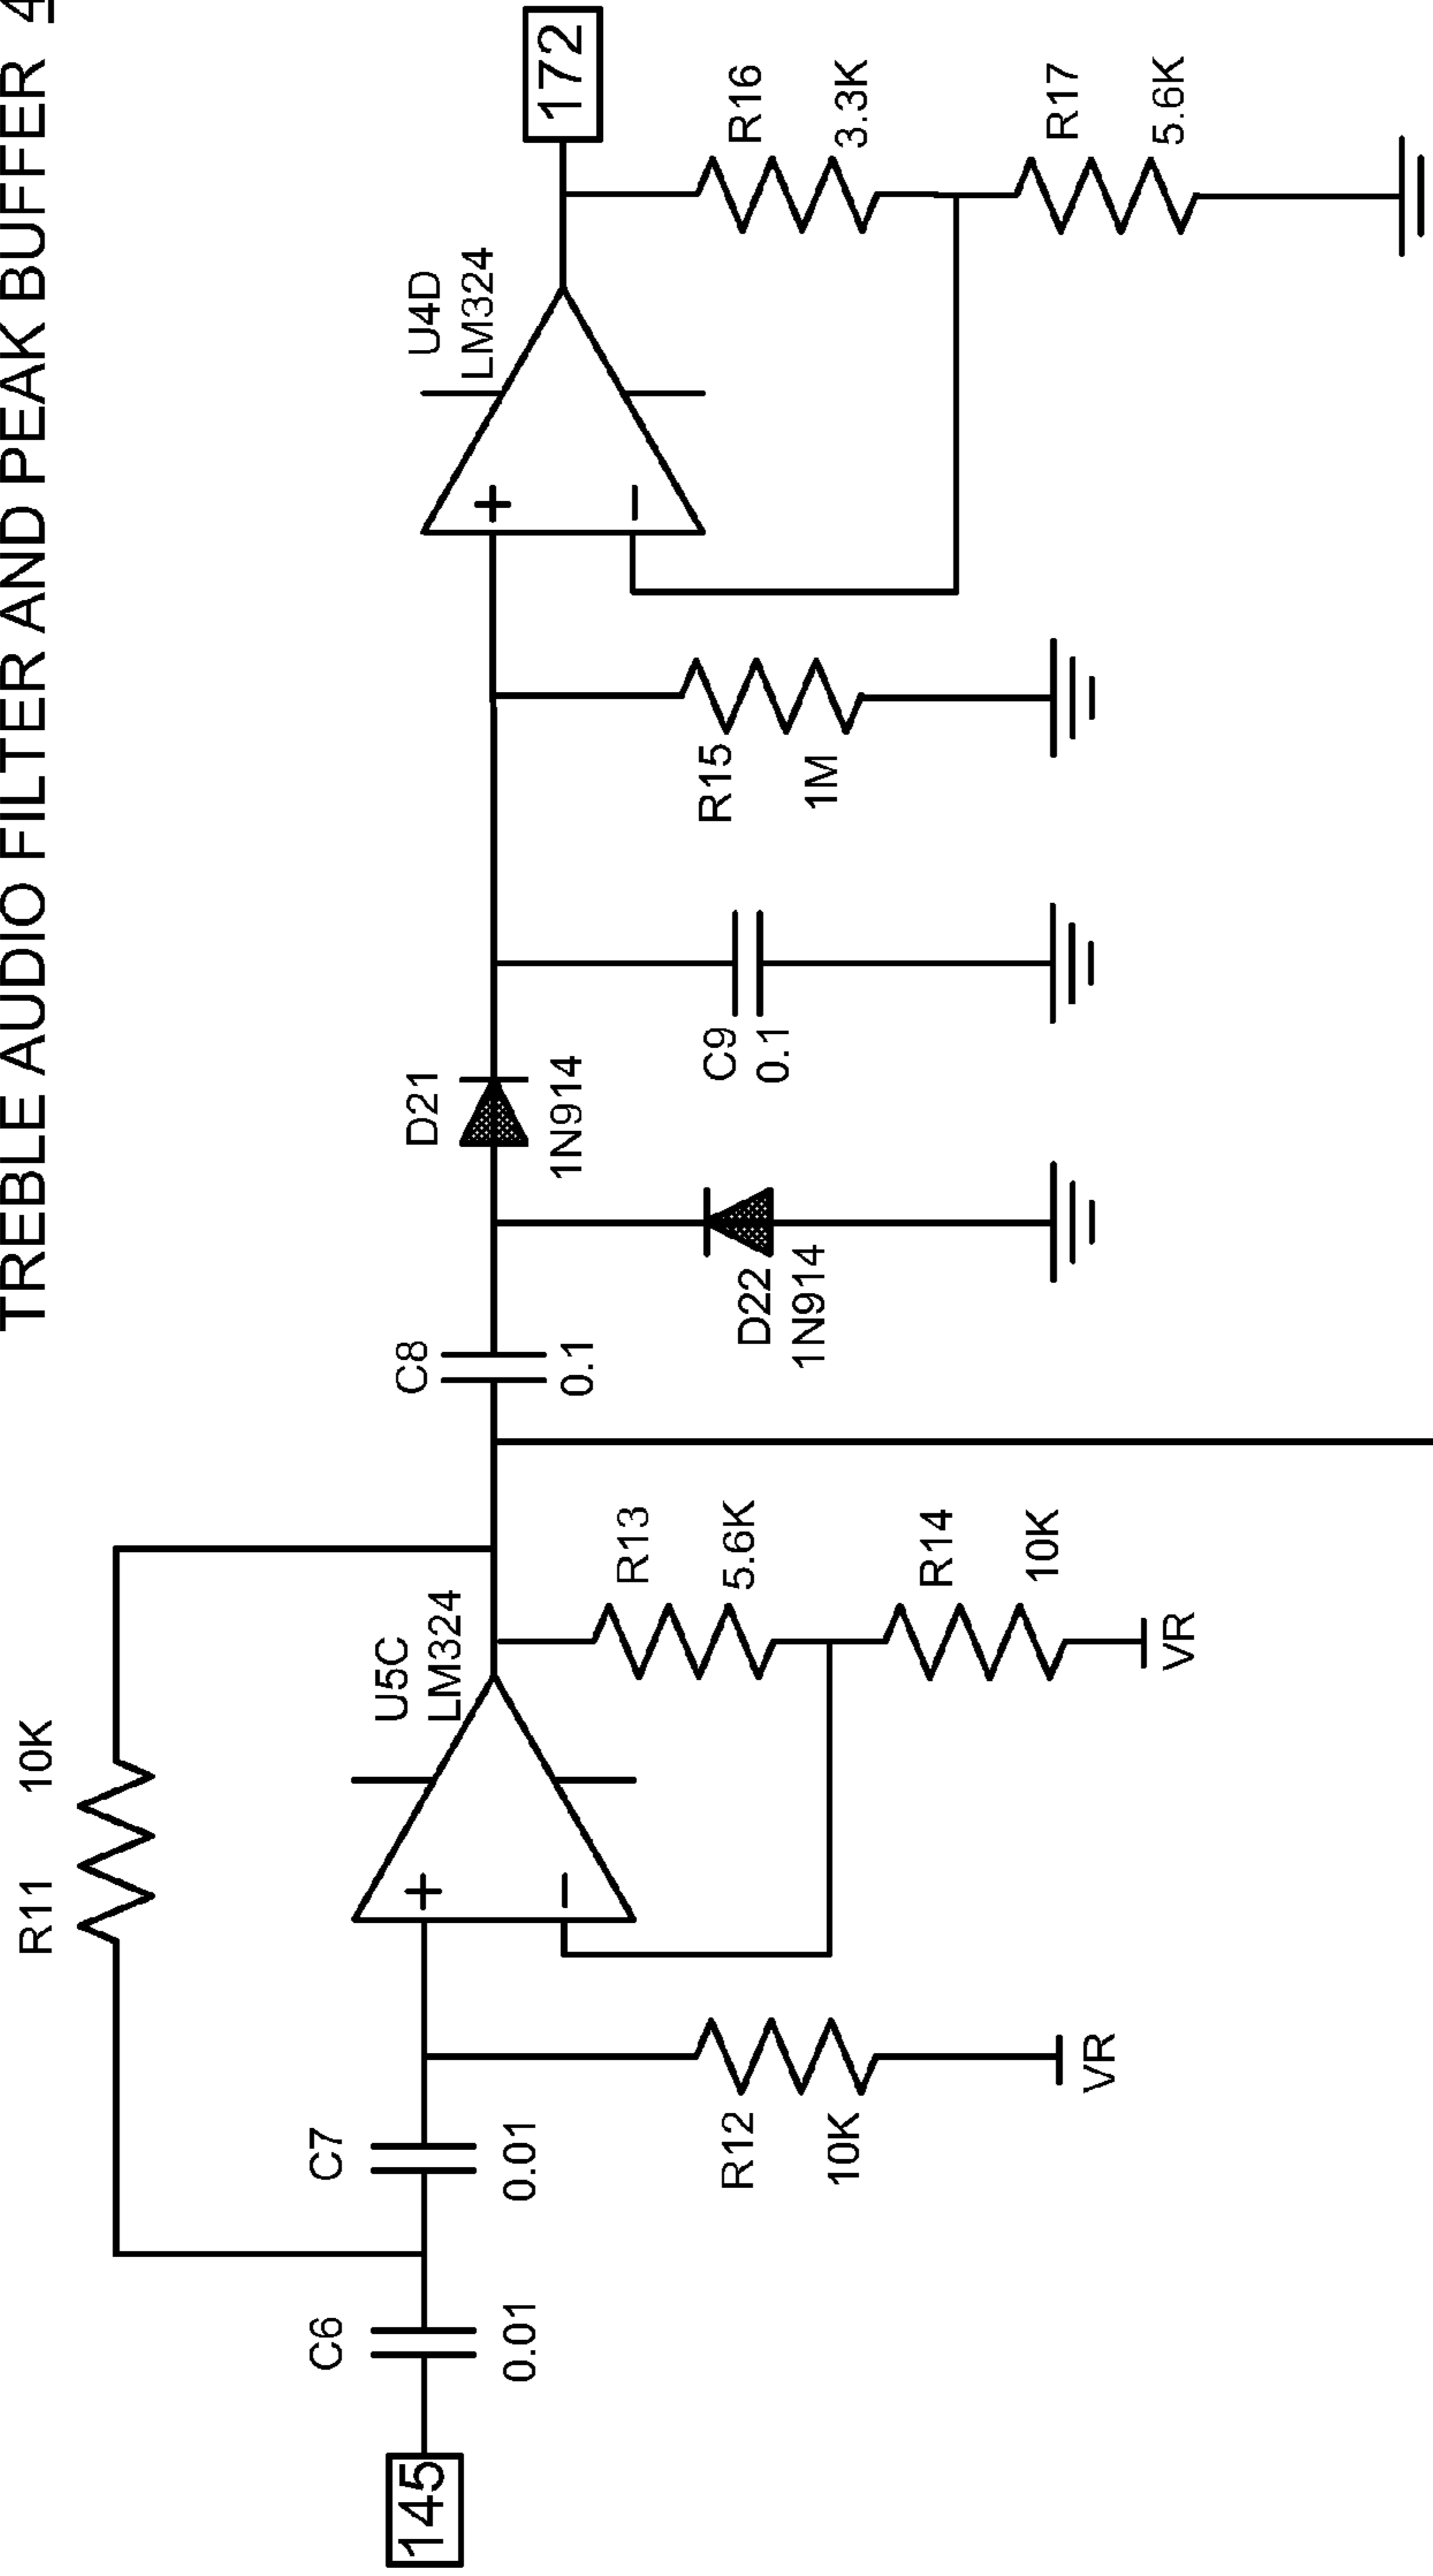 TREBLE AUDIO FILTER AND PEAK BUFFER
R11 10K
145
C6
0.01
C7
0.01
R12
10K
VR
+
−
U5C
LM324
R13
5.6K
R14
10K
VR
C8
0.1
D22
1N914
D21
1N914
C9
0.1
R15
1M
+
−
U4D
LM324
172
R16
3.3K
R17
5.6K